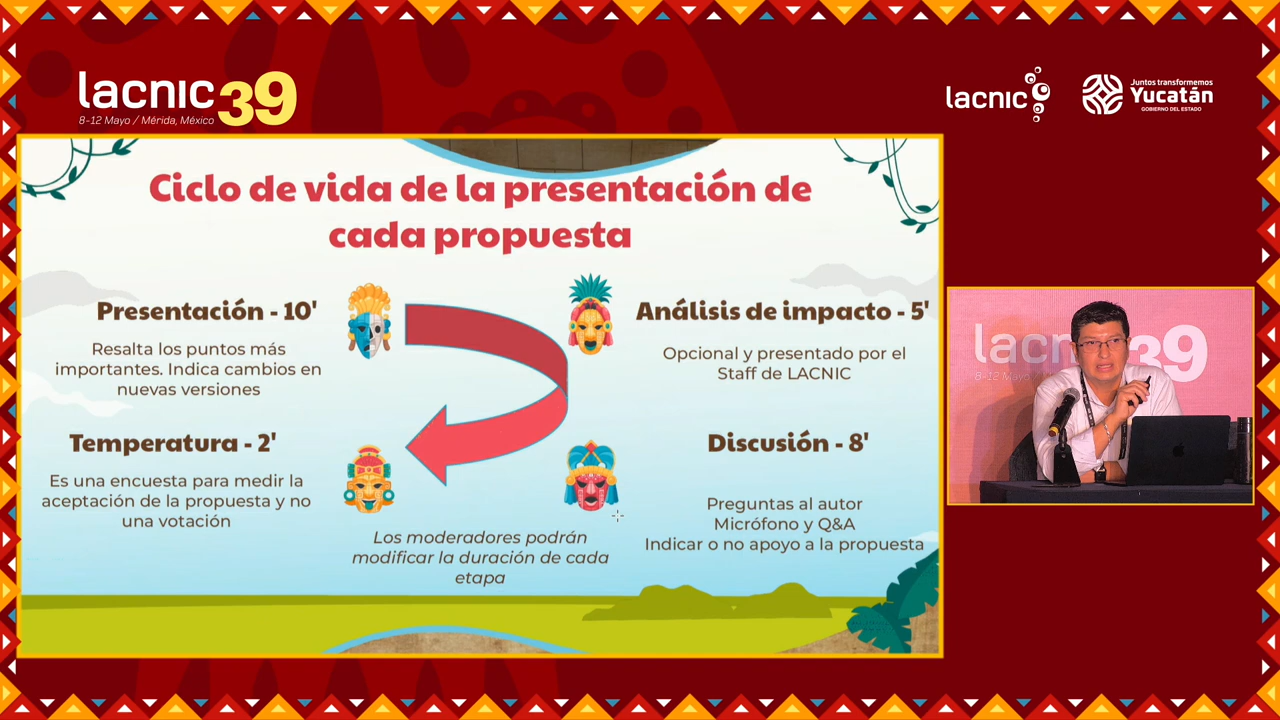 lacnic39
8-12 Mayo / Mérida, México
lacnic
Juntos transformemos
Yucatán
GOBIERNO DEL ESTADO
Ciclo de vida de la presentación de
cada propuesta
Presentación - 10'
Resalta los puntos más
importantes. Indica cambios en
nuevas versiones
Análisis de impacto - 5'
Opcional y presentado por el
Staff de LACNIC
Temperatura - 2'
Es una encuesta para medir la
aceptación de la propuesta y no
una votación
Discusión - 8'
Preguntas al autor
Micrófono y Q&A
Indicar o no apoyo a la propuesta
Los moderadores podrán
modificar la duración de cada
etapa
lacn 39
8-12 Mayo